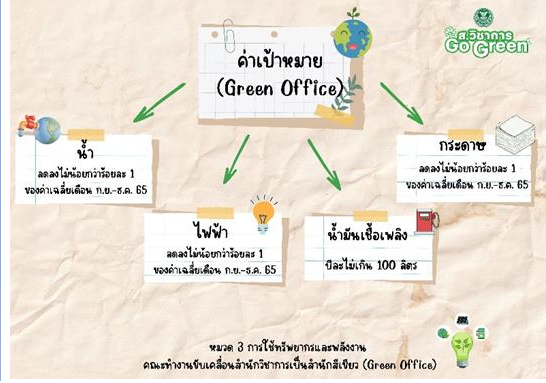 ค่าเป้าหมาย
(Green Office)
ส.วิชาการ
Go Green
น้ำ
ลดลงไม่น้อยกว่าร้อยละ 1
ของค่าเฉลี่ยเดือน ก.ย.-ธ.ค. 65
กระดาษ
ลดลงไม่น้อยกว่าร้อยละ 1
ของค่าเฉลี่ยเดือน ก.ย.-ธ.ค. 65
ไฟฟ้า
ลดลงไม่น้อยกว่าร้อยละ 1
ของค่าเฉลี่ยเดือน ก.ย.-ธ.ค. 65
น้ำมันเชื้อเพลิง
ปีละไม่เกิน 100 ลิตร
หมวด 3 การใช้ทรัพยากรและพลังงาน
คณะทำงานขับเคลื่อนสำนักวิชาการเป็นสำนักสีเขียว (Green Office)